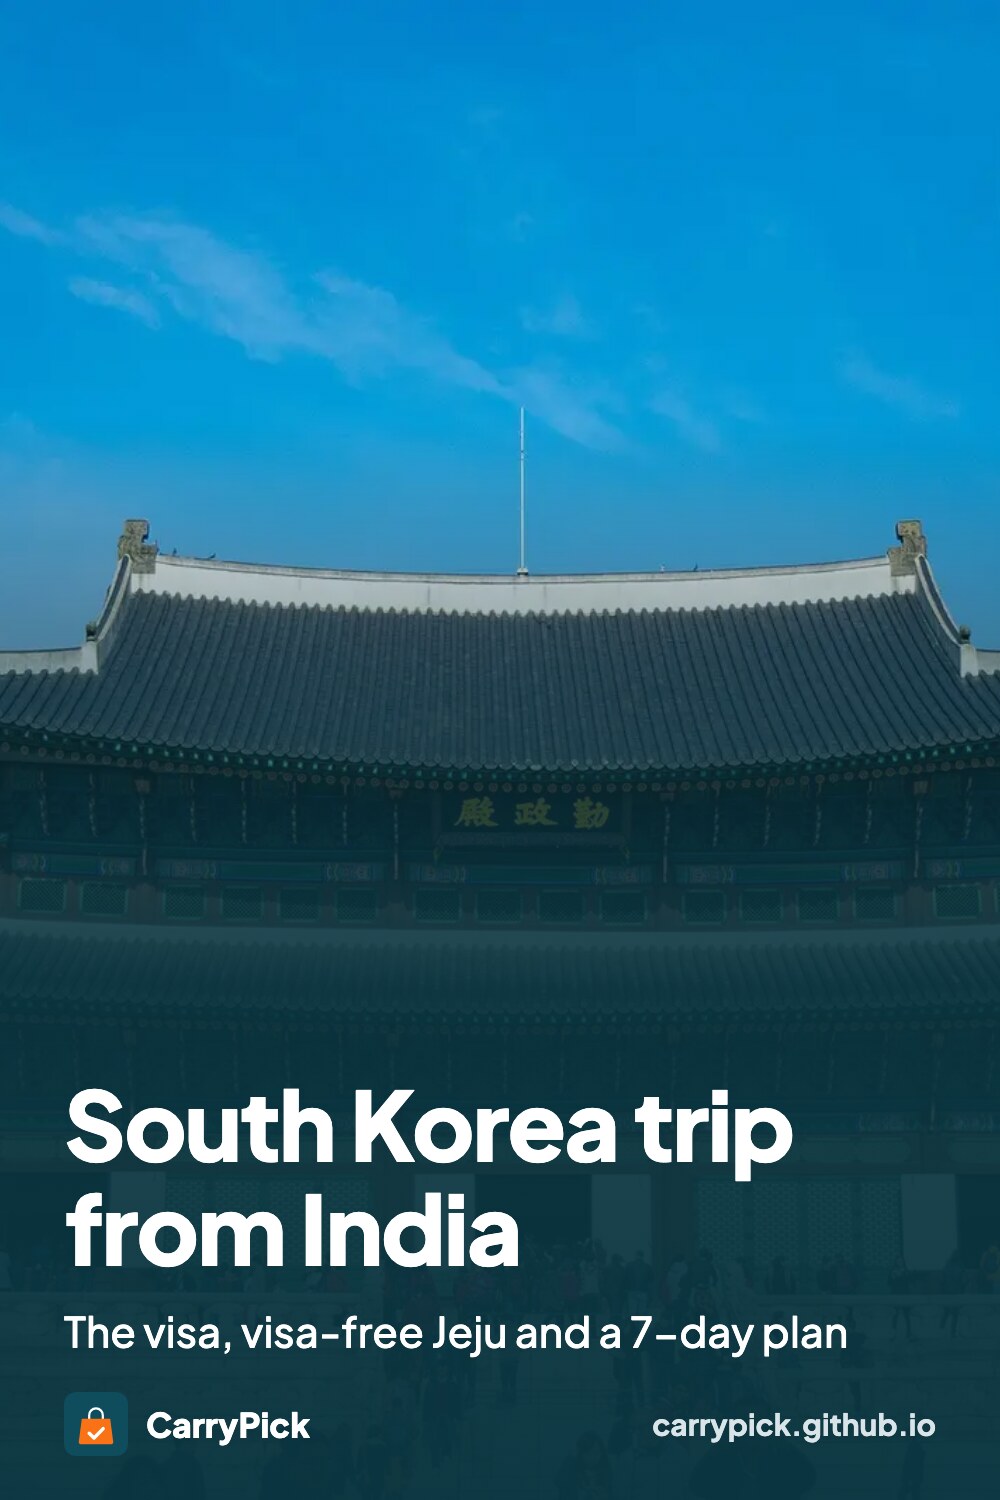 殿政勤
South Korea trip
from India
The visa, visa-free Jeju and a 7-day plan
CarryPick
carrypick.github.io